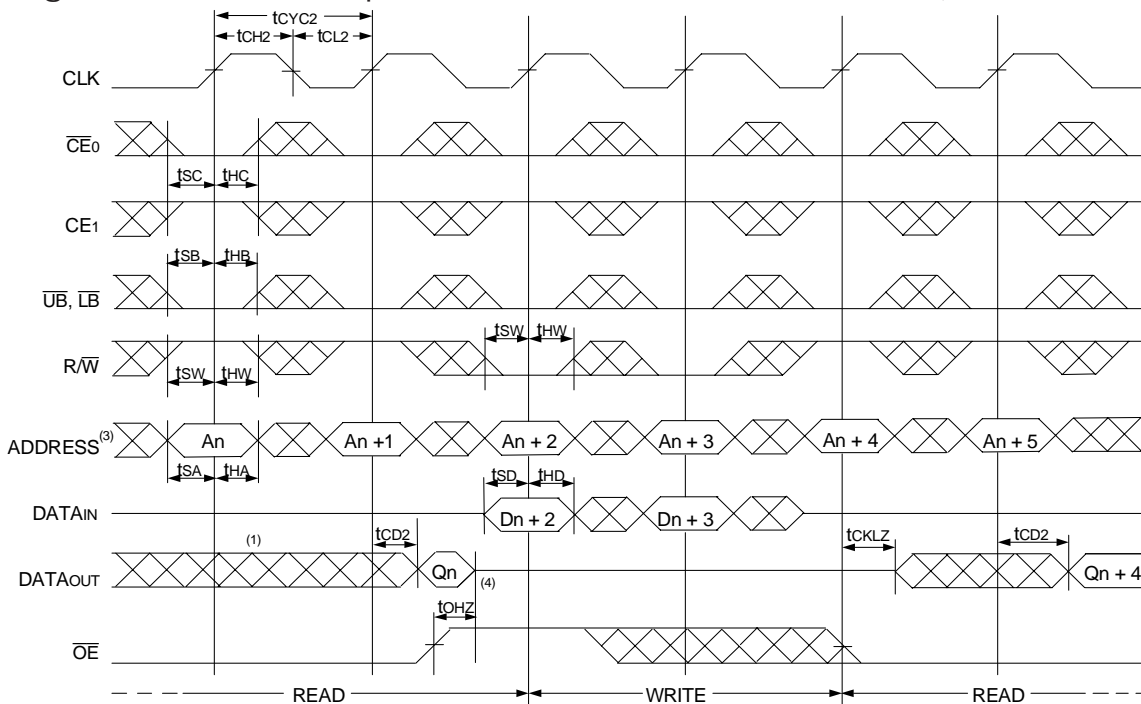 tCYC2
tCH2 tCL2
CLK
CE0
tSC tHC
CE1
tSB tHB
UB, LB
tSW tHW
R/W
tSW tHW
ADDRESS(3) An An +1 An + 2 An + 3 An + 4 An + 5
tSA tHA tSD tHD
DATAIN Dn + 2 Dn + 3
(1) tCD2 tCKLZ tCD2
DATAOUT Qn (4) Qn + 4
tOHZ
OE
READ WRITE READ